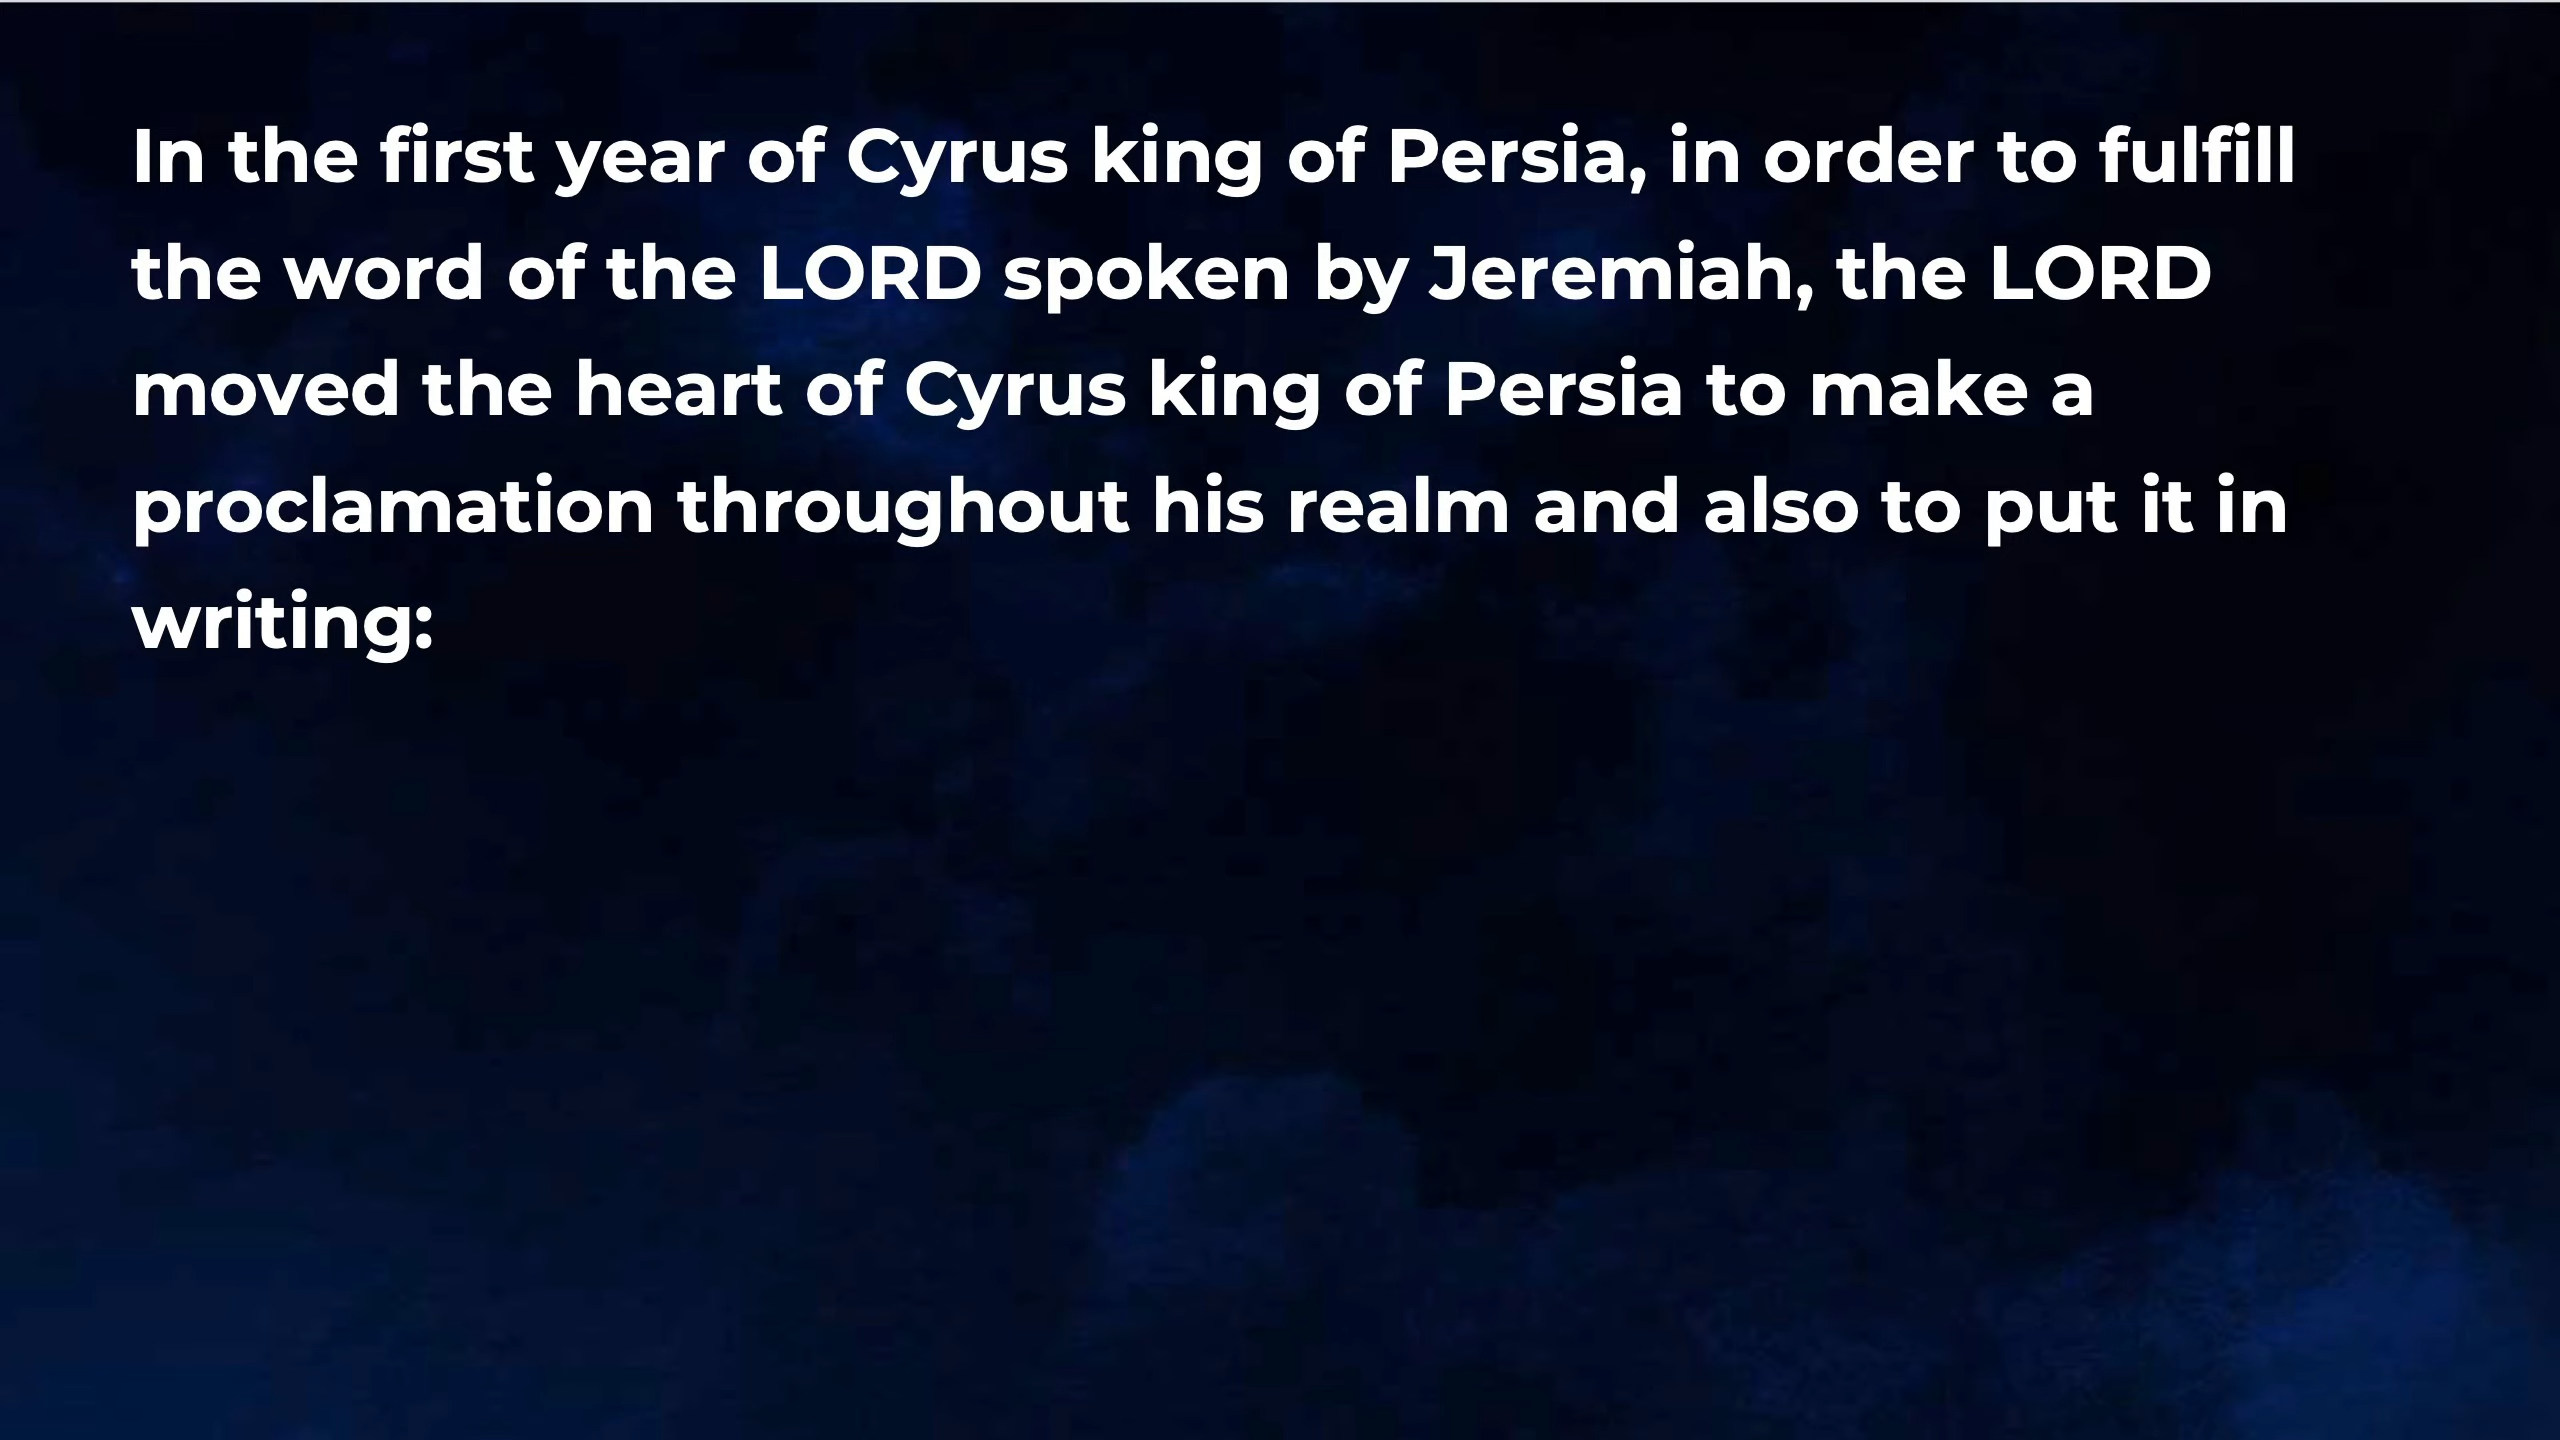 In the first year of Cyrus king of Persia, in order to fulfill
the word of the LORD spoken by Jeremiah, the LORD
moved the heart of Cyrus king of Persia to make a
proclamation throughout his realm and also to put it in
writing: